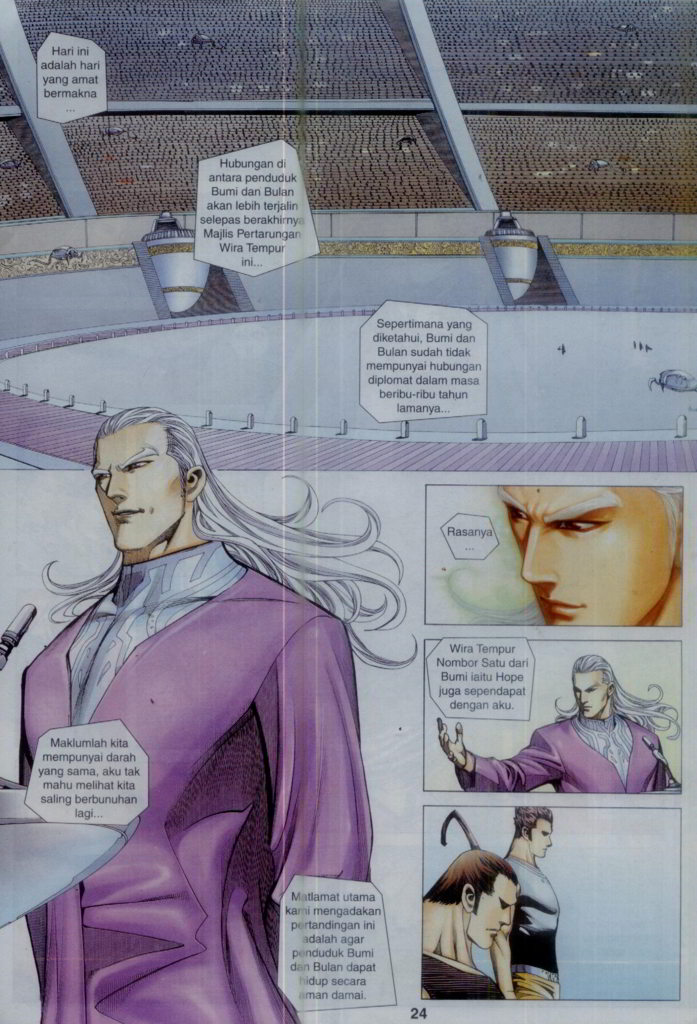 Hari ini
adalah hari
yang amat
bermakna
...
Hubungan di
antara penduduk
Bumi dan Bulan
akan lebih terjalin
selepas berakhirnya
Majlis Pertarungan
Wira Tempur
ini...
Sepertimana yang
diketahui, Bumi dan
Bulan sudah tidak
mempunyai hubungan
diplomat dalam masa
beribu-ribu tahun
lamanya...
Maklumlah kita
mempunyai darah
yang sama, aku tak
mahu melihat kita
saling berbunuhan
lagi...
Matlamat utama
kami mengadakan
pertandingan ini
adalah agar
penduduk Bumi
dan Bulan dapat
hidup secara
aman damai.
Rasanya
...
Wira Tempur
Nombor Satu dari
Bumi iaitu Hope
juga sependapat
dengan aku.
24